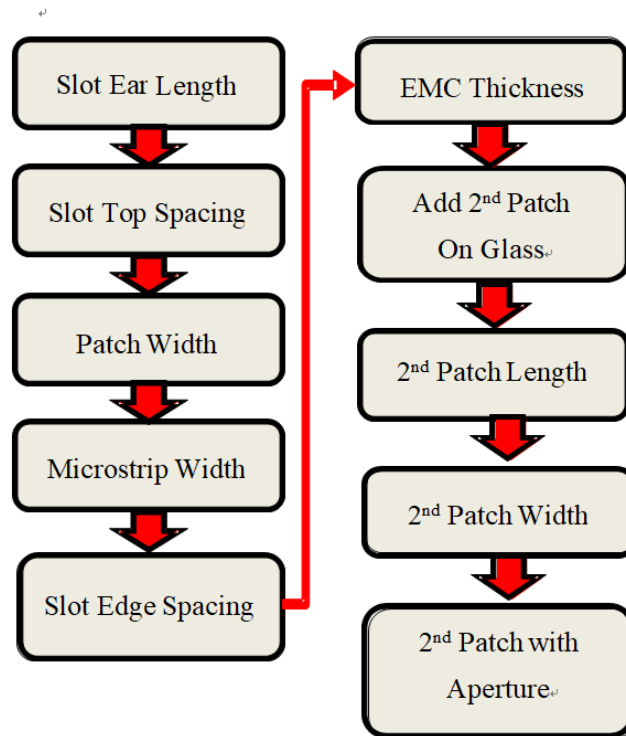 Slot Ear Length
Slot Top Spacing
Patch Width
Microstrip Width
Slot Edge Spacing
EMC Thickness
Add 2nd Patch
On Glass
2nd Patch Length
2nd Patch Width
2nd Patch with
Aperture